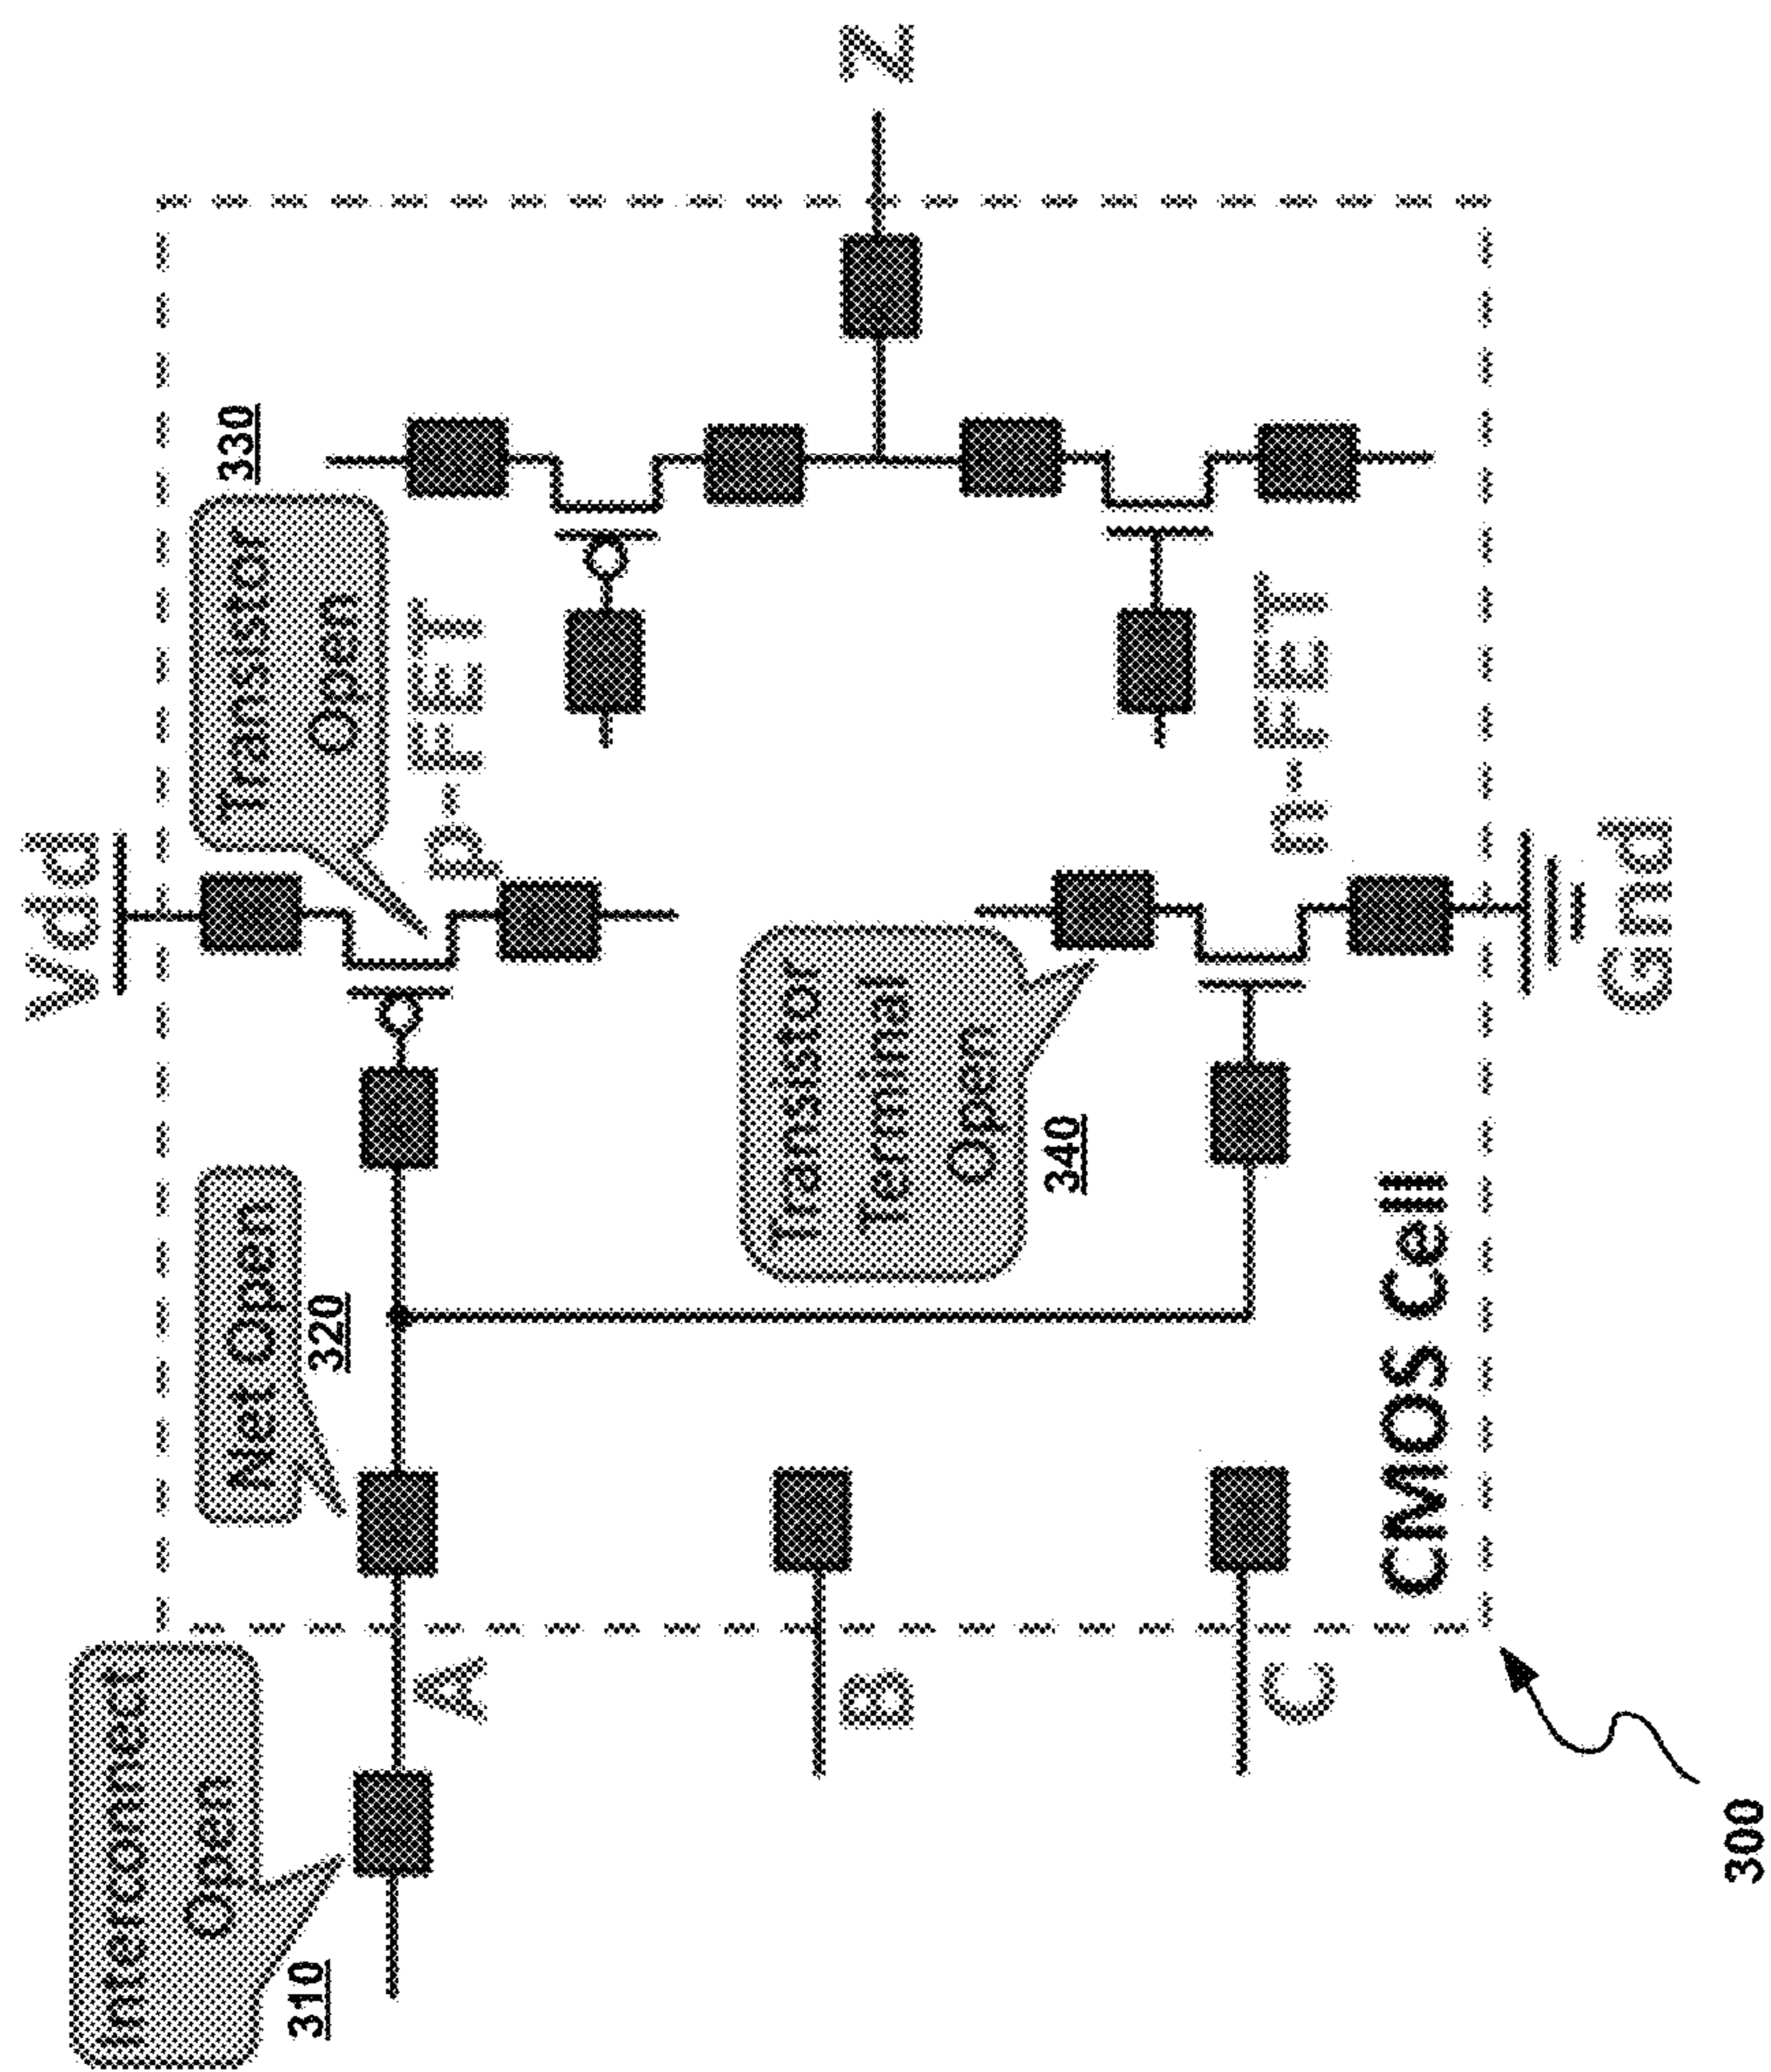 Interconnect
Open
310
Net Open
320
Transistor
Open
330
Vdd
p-FET
A
B
C
Z
Transistor
Terminal
Open
340
n-FET
Gnd
CMOS Cell
300